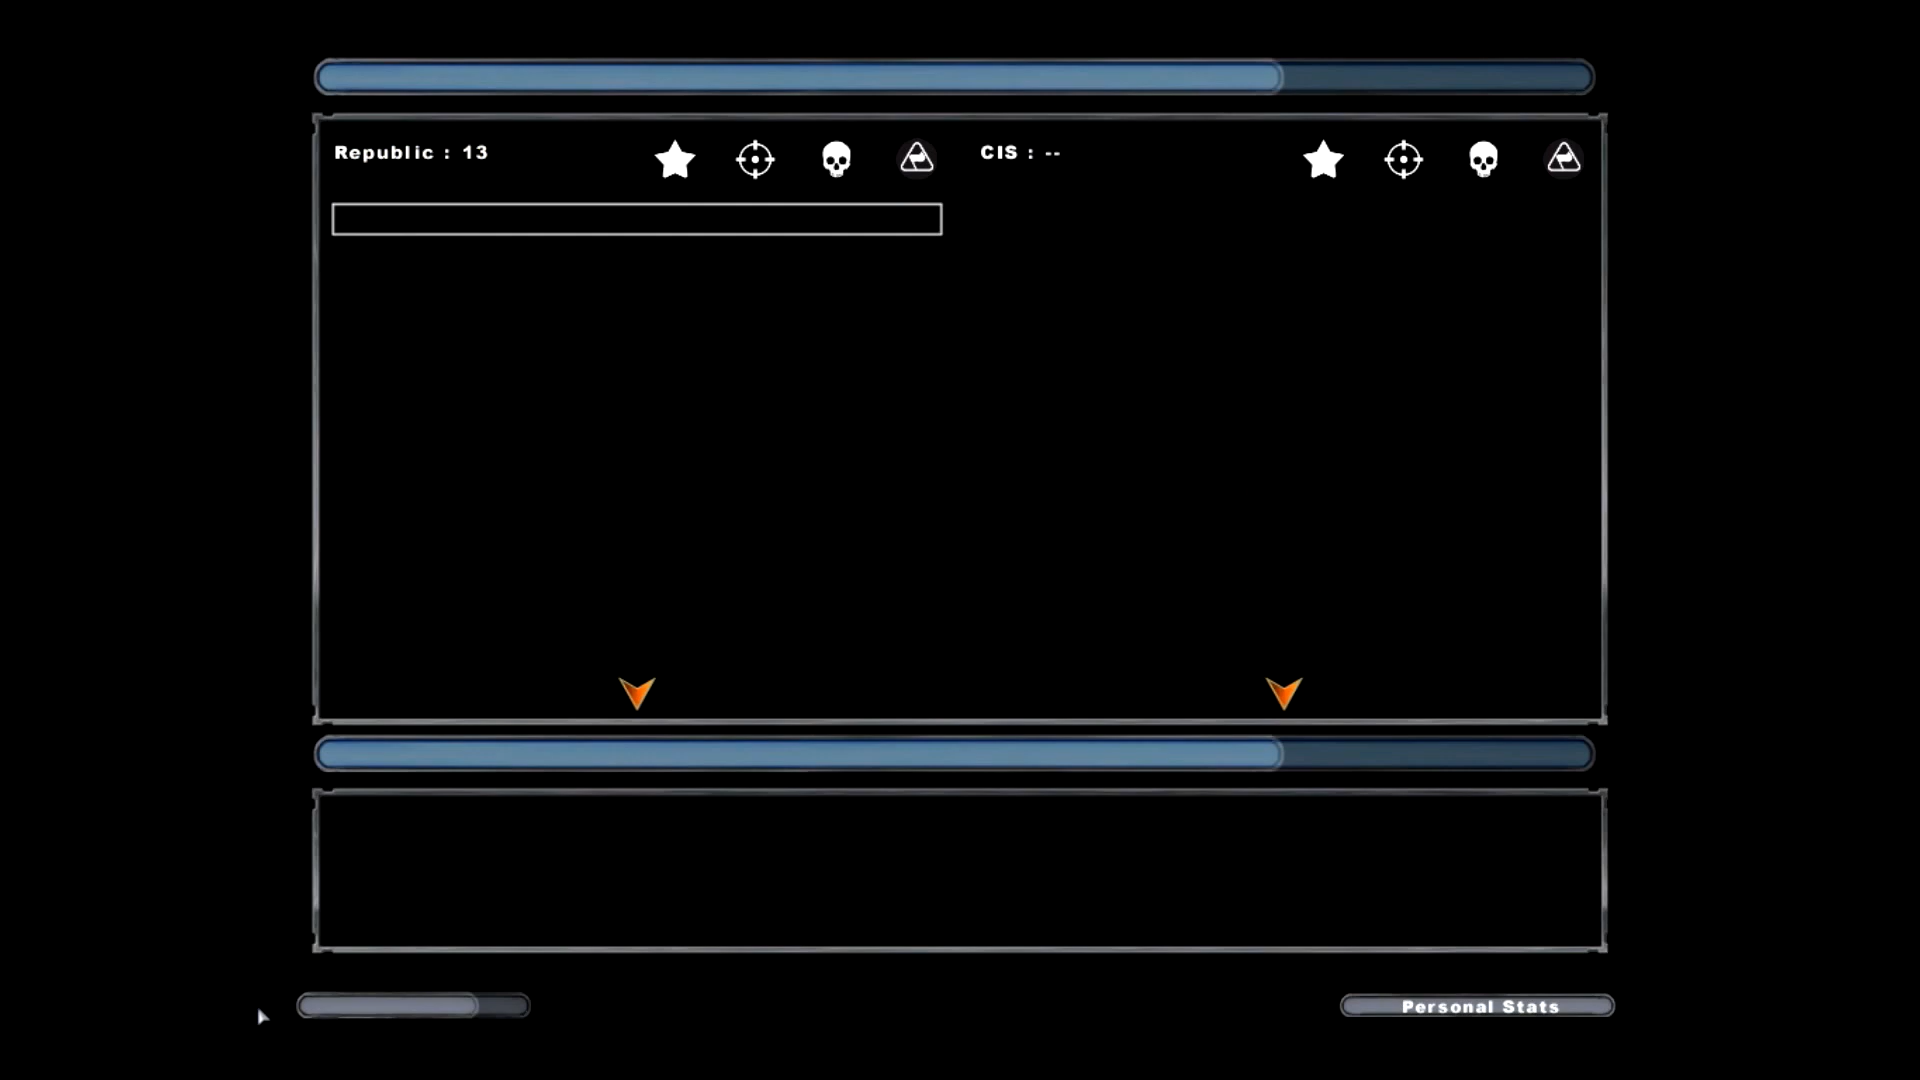 Republic : 13
CIS : --
Personal Stats